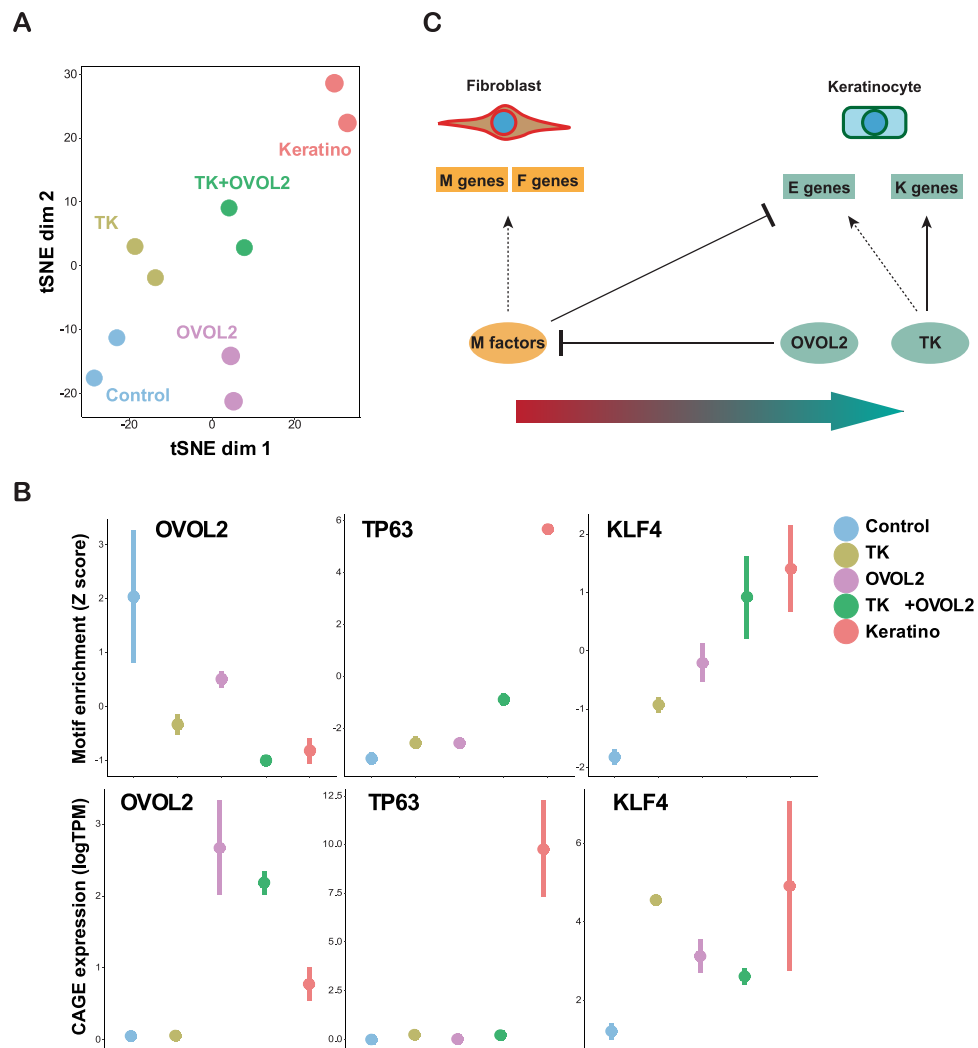 A
30
20
10
0
-10
-20
tSNE dim 2
Keratino
TK+OVOL2
TK
OVOL2
Control
-20
0
20
tSNE dim 1
C
Fibroblast
Keratinocyte
M genes
F genes
E genes
K genes
M factors
OVOL2
TK
B
Motif enrichment (Z score)
OVOL2
3
2
1
0
-1
TP63
6
4
2
0
-2
KLF4
2
1
0
-1
-2
Control
TK
OVOL2
TK +OVOL2
Keratino
CAGE expression (logTPM)
OVOL2
3
2
1
0
TP63
12.5
10.0
7.5
5.0
2.5
0.0
KLF4
6
4
2